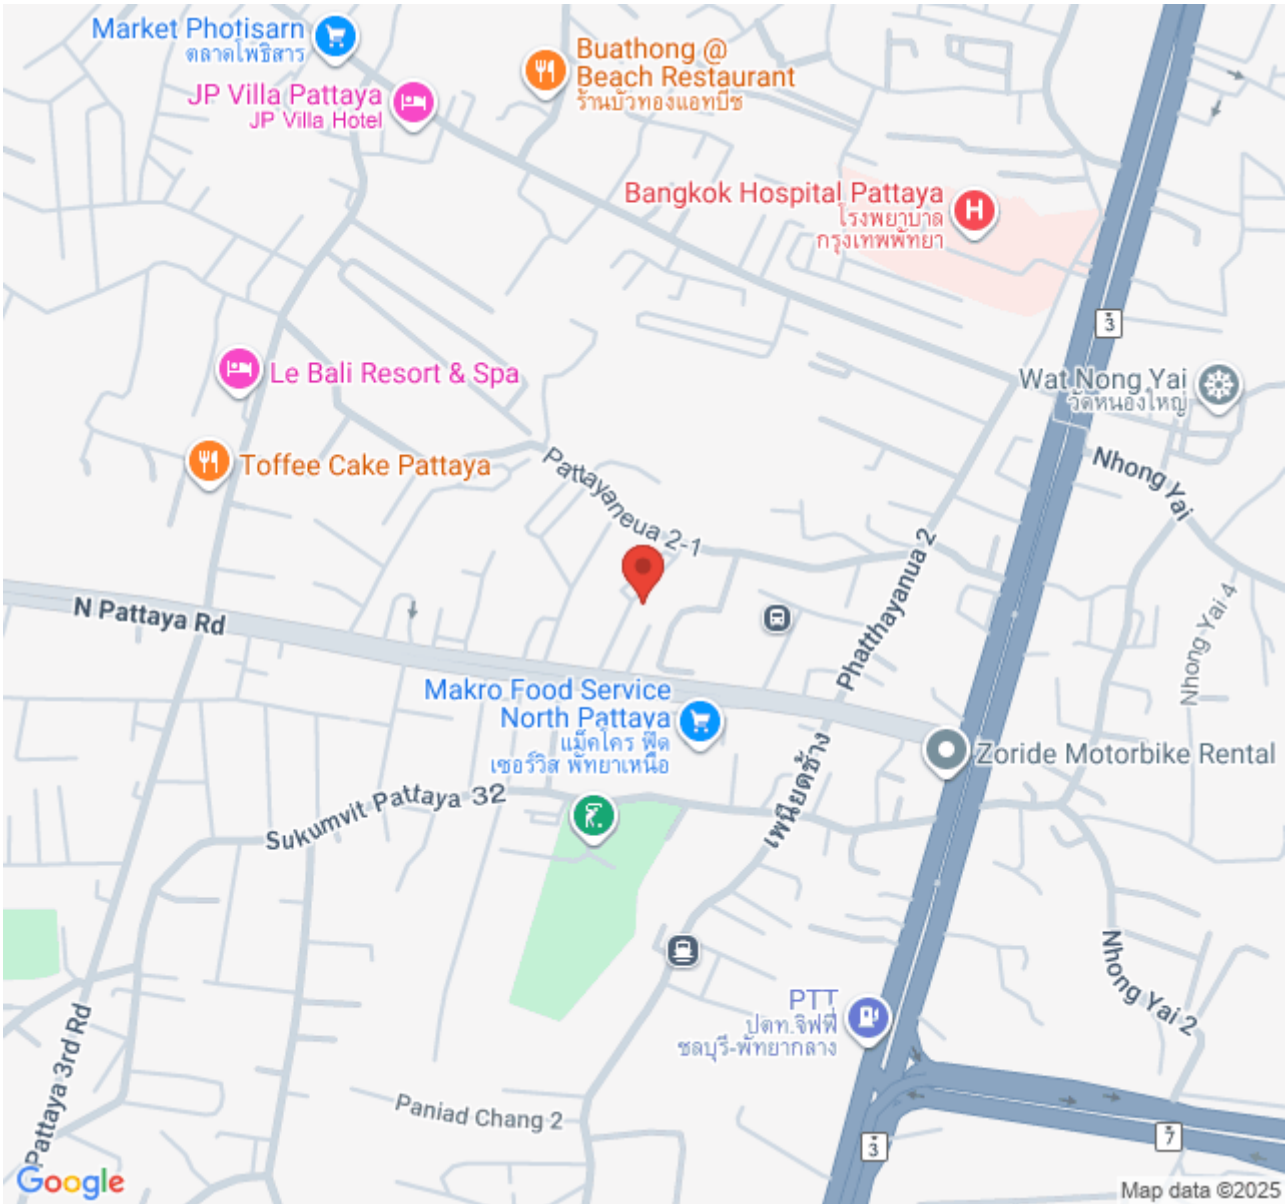 Market Photisarn
ตลาดโพธิสาร
Buathong @
Beach Restaurant
ร้านบัวทองแอทบีช
JP Villa Pattaya
JP Villa Hotel
Bangkok Hospital Pattaya
โรงพยาบาล
กรุงเทพพัทยา
H
3
Le Bali Resort & Spa
Wat Nong Yai
วัดหนองใหญ่
Toffee Cake Pattaya
Pattayaneua 2-1
Nhong Yai
Phatthayanua 2
Nhong Yai 4
N Pattaya Rd
Makro Food Service
North Pattaya
แม็คโคร ฟู้ด
เซอร์วิส พัทยาเหนือ
Zoride Motorbike Rental
เพนียดช้าง
Sukumvit Pattaya 32
Nhong Yai 2
PTT
ปตท.จิฟฟี่
ชลบุรี-พัทยากลาง
Pattaya 3rd Rd
Paniad Chang 2
3
7
Google
Map data ©2025